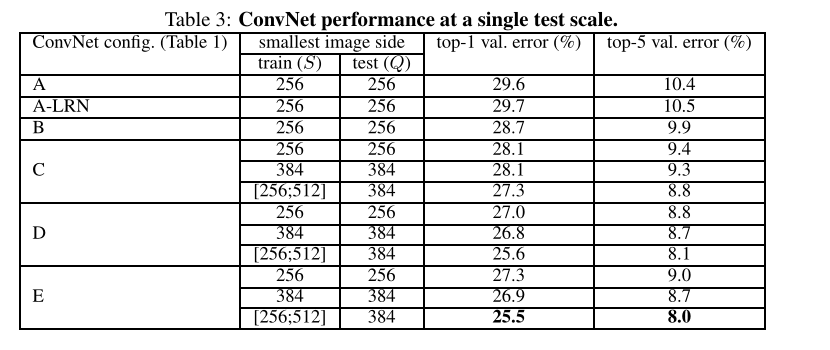 Table 3: ConvNet performance at a single test scale.
ConvNet config. (Table 1) smallest image side top-1 val. error (%) top-5 val. error (%)
train (S) test (Q)
A 256 256 29.6 10.4
A-LRN 256 256 29.7 10.5
B 256 256 28.7 9.9
C 256 256 28.1 9.4
384 384 28.1 9.3
[256;512] 384 27.3 8.8
D 256 256 27.0 8.8
384 384 26.8 8.7
[256;512] 384 25.6 8.1
E 256 256 27.3 9.0
384 384 26.9 8.7
[256;512] 384 25.5 8.0